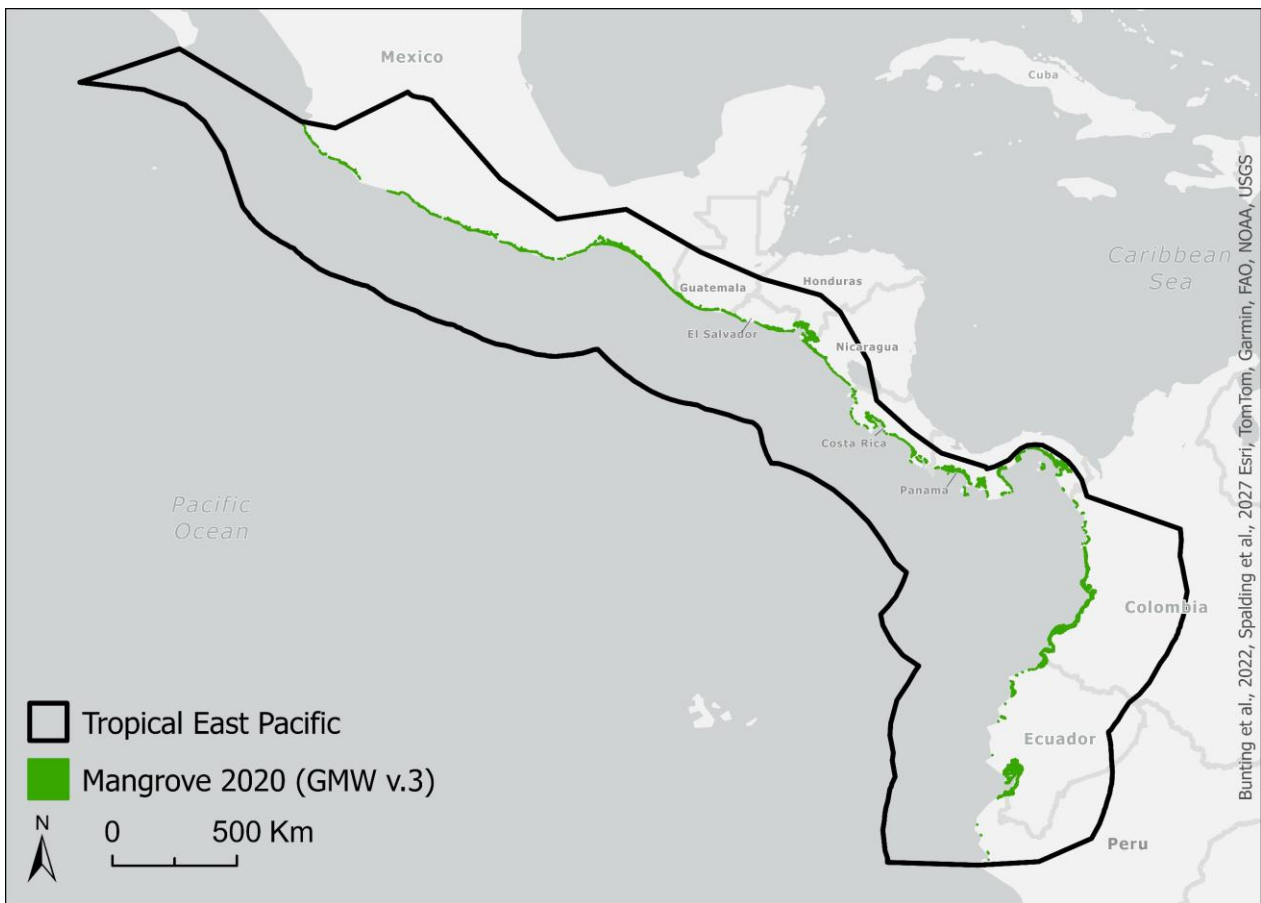 Mexico
Cuba
Caribbean
Sea
Guatemala
Honduras
El Salvador
Nicaragua
Costa Rica
Panama
Pacific
Ocean
Colombia
Ecuador
Peru
Tropical East Pacific
Mangrove 2020 (GMW v.3)
N
0 500 Km
Bunting et al., 2022, Spalding et al., 2027 Esri, TomTom, Garmin, FAO, NOAA, USGS